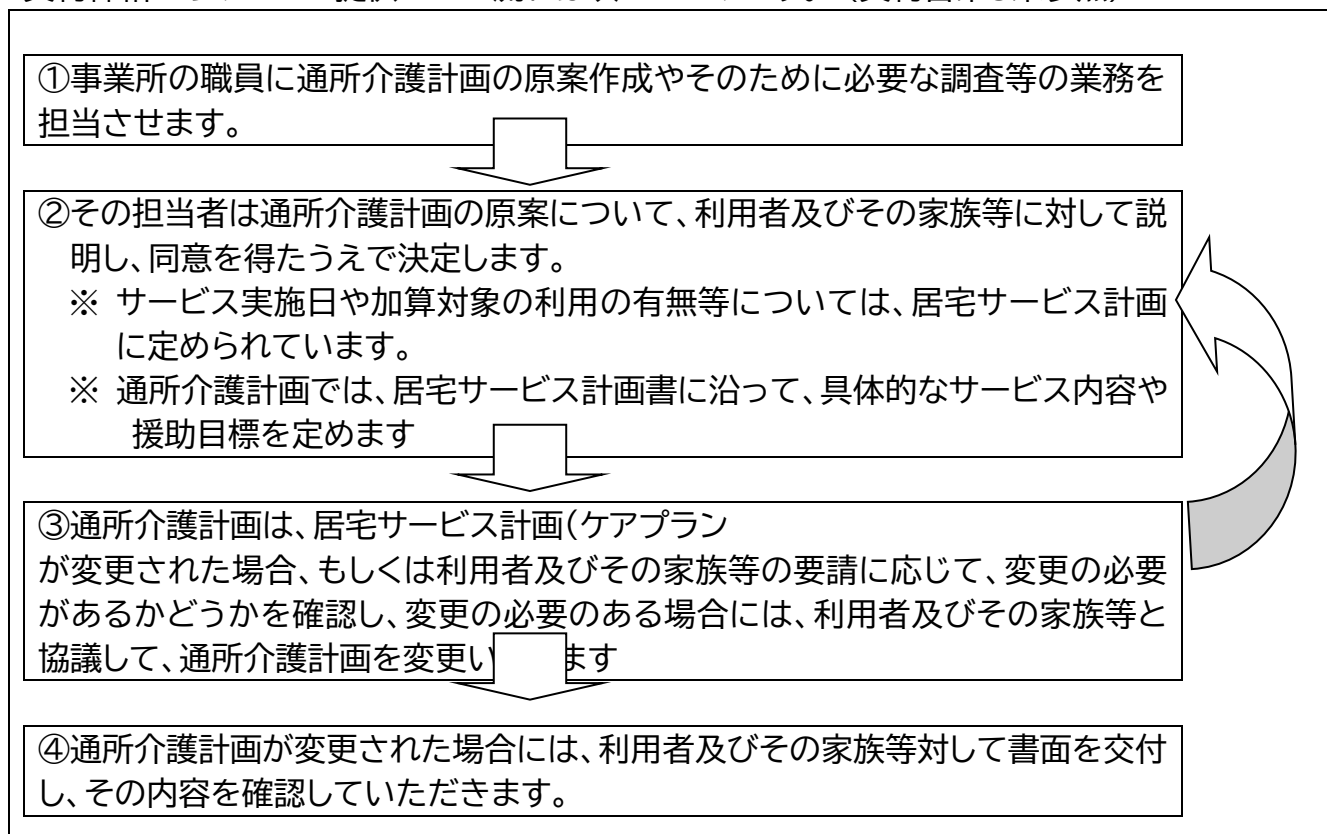 ①事業所の職員に通所介護計画の原案作成やそのために必要な調査等の業務を
担当させます。
②その担当者は通所介護計画の原案について、利用者及びその家族等に対して説
明し、同意を得たうえで決定します。
※ サービス実施日や加算対象の利用の有無等については、居宅サービス計画
に定められています。
※ 通所介護計画では、居宅サービス計画書に沿って、具体的なサービス内容や
援助目標を定めます
③通所介護計画は、居宅サービス計画(ケアプラン
が変更された場合、もしくは利用者及びその家族等の要請に応じて、変更の必要
があるかどうかを確認し、変更の必要のある場合には、利用者及びその家族等と
協議して、通所介護計画を変更い ます
④通所介護計画が変更された場合には、利用者及びその家族等対して書面を交付
し、その内容を確認していただきます。